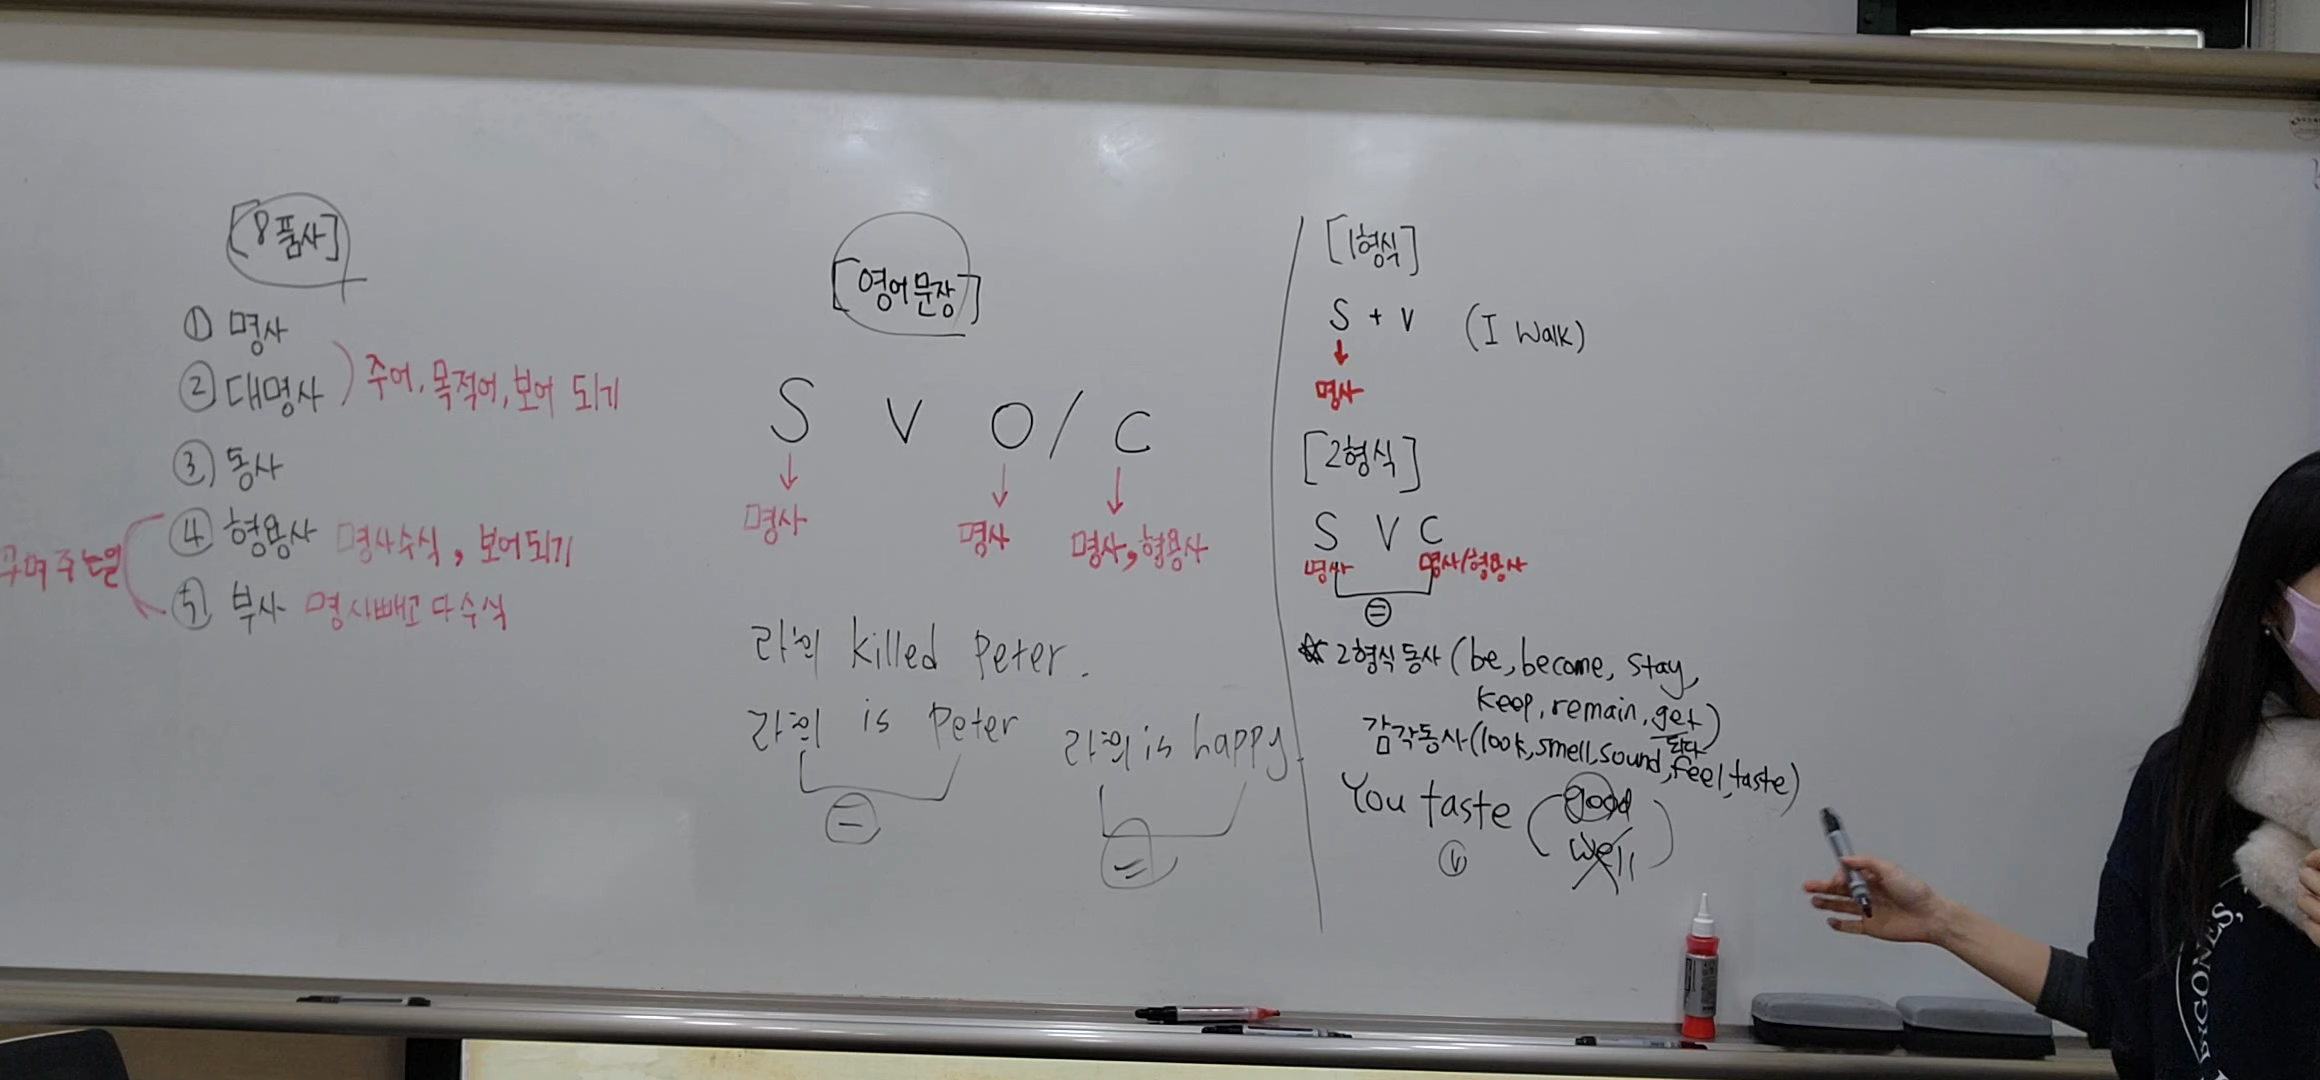 [8품사]
① 명사
② 대명사 ) 주어, 목적어, 보어 되기
③ 동사
④ 형용사 명사수식, 보어되기
꾸며주는말
⑤ 부사 명사빼고 다 수식
[영어문장]
S V O / C
명사 명사 명사, 형용사
라희 killed Peter.
라희 is Peter
=
라희 is happy.
=
[1형식]
S + V (I walk)
명사
[2형식]
S V C
명사 명사/형용사
=
☆ 2형식 동사 (be, become, stay,
keep, remain, get)
되다
감각동사 (look, smell, sound, feel, taste)
You taste ( good
well )
Ⓥ